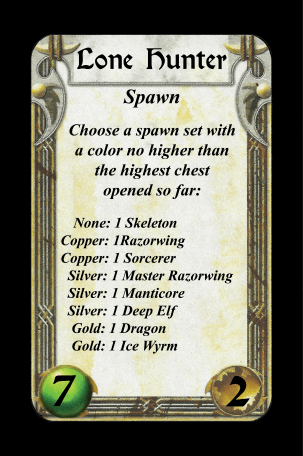 Lone Hunter
Spawn
Choose a spawn set with
a color no higher than
the highest chest
opened so far:
None: 1 Skeleton
Copper: 1Razorwing
Copper: 1 Sorcerer
Silver: 1 Master Razorwing
Silver: 1 Manticore
Silver: 1 Deep Elf
Gold: 1 Dragon
Gold: 1 Ice Wyrm
7 2